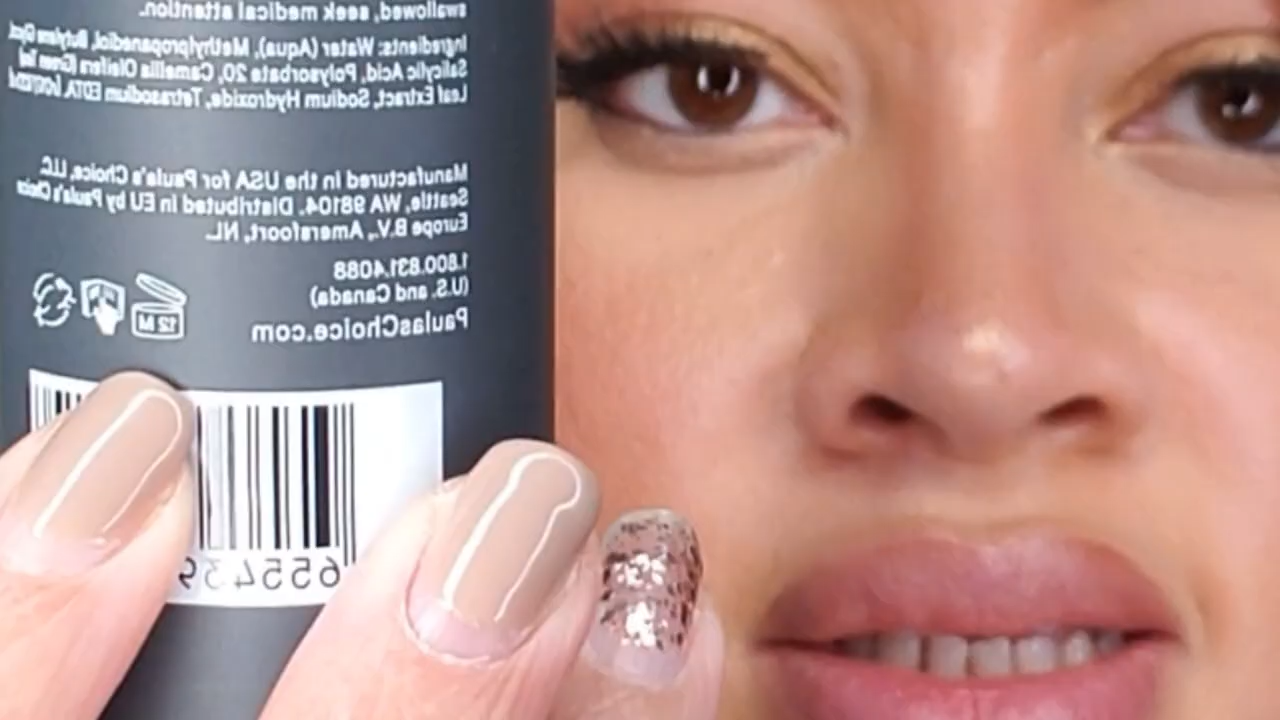 swallowed, seek medical attention.
Ingredients: Water (Aqua), Methylpropanediol, Butylene Glycol,
Salicylic Acid, Polysorbate 20, Camellia Oleifera (Green Tea)
Leaf Extract, Sodium Hydroxide, Tetrasodium EDTA.
Manufactured in the USA for Paula's Choice, LLC,
Seattle, WA 98104. Distributed in EU by Paula's Choice
Europe B.V., Amersfoort, NL.
1.800.831.4088
(U.S. and Canada)
PaulasChoice.com
12 M
655439